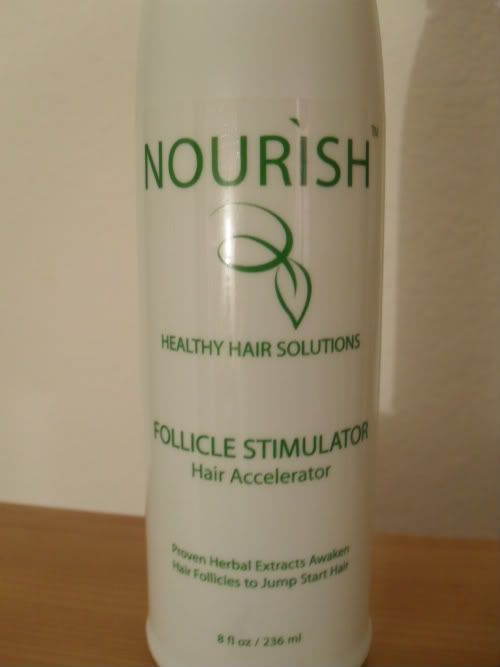 NOURÌSH™
HEALTHY HAIR SOLUTIONS
FOLLICLE STIMULATOR
Hair Accelerator
Proven Herbal Extracts Awaken
Hair Follicles to Jump Start Hair
8 fl oz / 236 ml